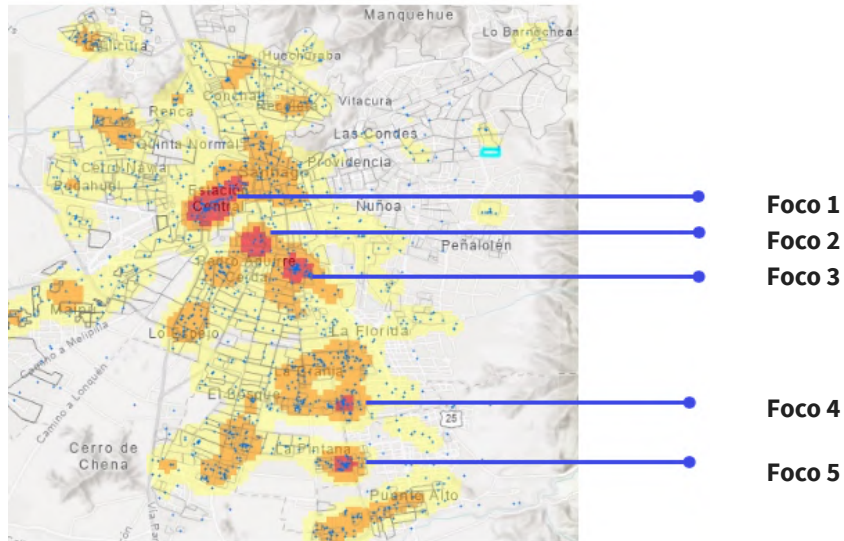 Manquehue
Lo Barnechea
Quilicura
Huechuraba
Conchalí
Recoleta
Vitacura
Renca
Las Condes
Quinta Normal
Providencia
Cerro Navia
Santiago
Pudahuel
Estación
Central
Ñuñoa
Foco 1
Foco 2
Peñalolén
Foco 3
Pedro Aguirre
Cerda
Maipú
Lo Espejo
La Florida
Camino a Melipilla
La Granja
Camino a Lonquén
El Bosque
Foco 4
25
Cerro de
Chena
La Pintana
Foco 5
Puente Alto